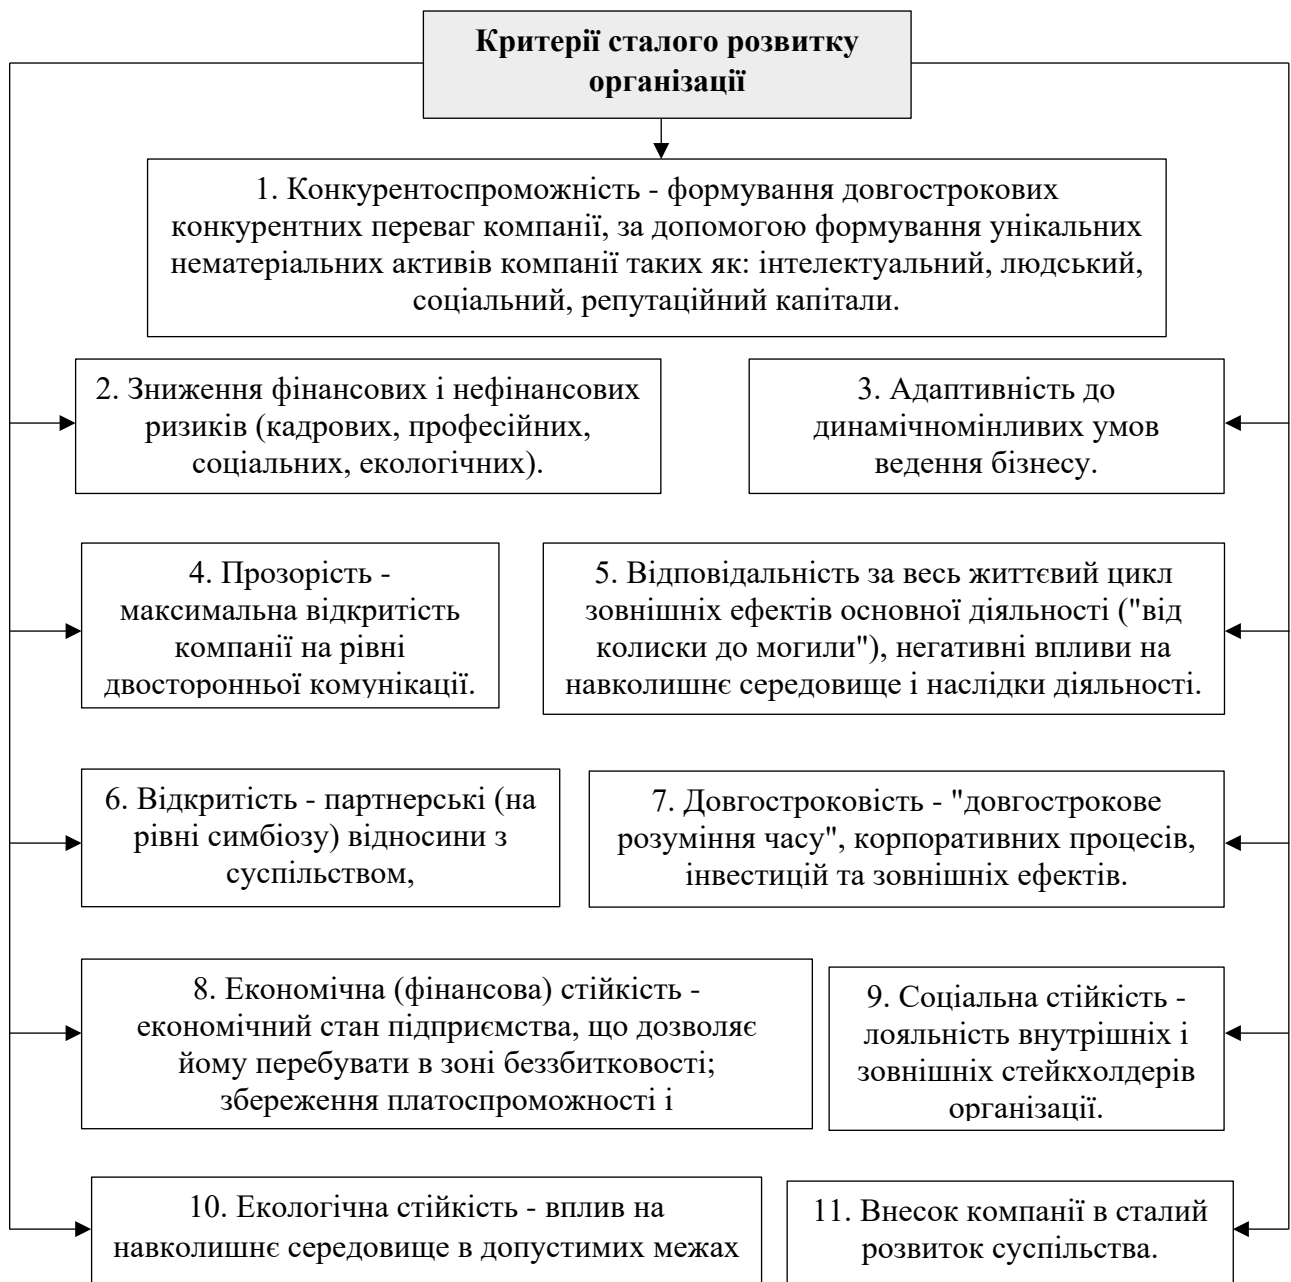 Критерії сталого розвитку
організації
1. Конкурентоспроможність - формування довгострокових
конкурентних переваг компанії, за допомогою формування унікальних
нематеріальних активів компанії таких як: інтелектуальний, людський,
соціальний, репутаційний капітали.
2. Зниження фінансових і нефінансових
ризиків (кадрових, професійних,
соціальних, екологічних).
3. Адаптивність до
динамічномінливих умов
ведення бізнесу.
4. Прозорість -
максимальна відкритість
компанії на рівні
двосторонньої комунікації.
5. Відповідальність за весь життєвий цикл
зовнішніх ефектів основної діяльності ("від
колиски до могили"), негативні впливи на
навколишнє середовище і наслідки діяльності.
6. Відкритість - партнерські (на
рівні симбіозу) відносини з
суспільством,
7. Довгостроковість - "довгострокове
розуміння часу", корпоративних процесів,
інвестицій та зовнішніх ефектів.
8. Економічна (фінансова) стійкість -
економічний стан підприємства, що дозволяє
йому перебувати в зоні беззбитковості;
збереження платоспроможності і
9. Соціальна стійкість -
лояльність внутрішніх і
зовнішніх стейкхолдерів
організації.
10. Екологічна стійкість - вплив на
навколишнє середовище в допустимих межах
11. Внесок компанії в сталий
розвиток суспільства.